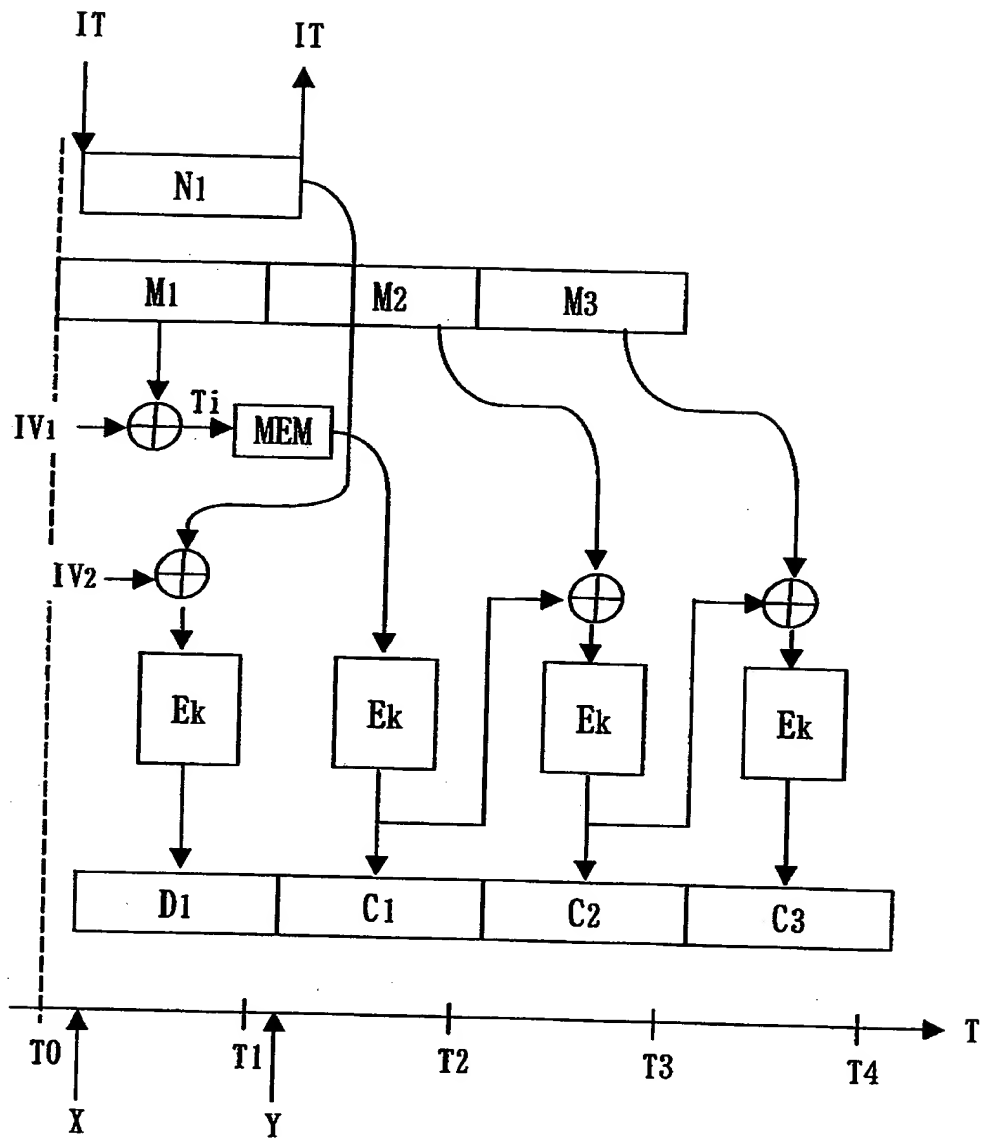 IT
IT
N1
M1 M2 M3
IV1 Ti MEM
IV2
Ek Ek Ek Ek
D1 C1 C2 C3
T0 T1 T2 T3 T4 T
X Y